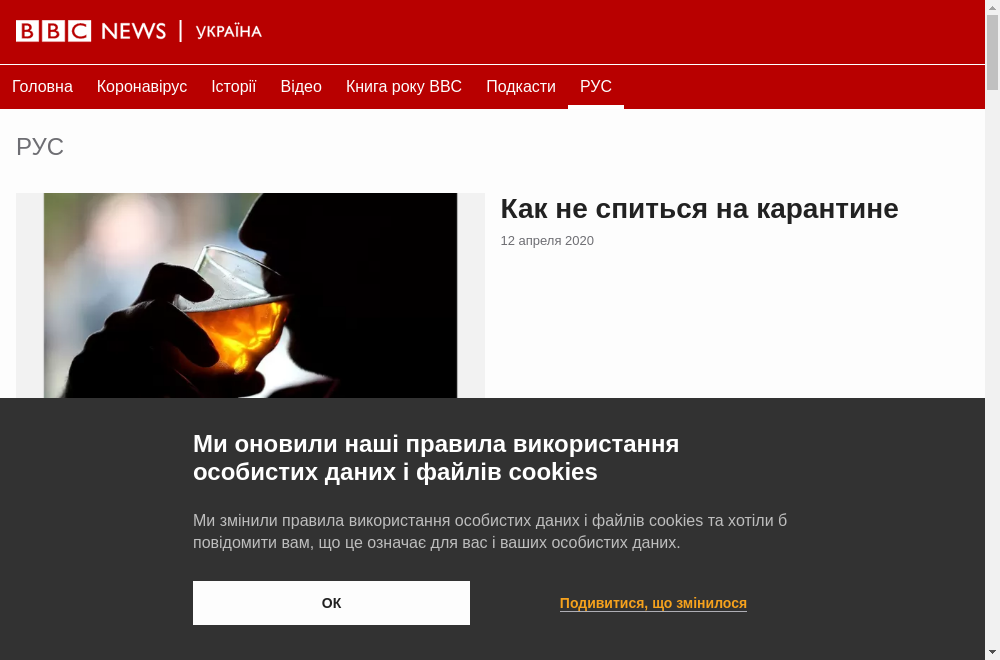 BBC NEWS | УКРАЇНА
Головна Коронавірус Історії Відео Книга року ВВС Подкасти РУС
РУС
Как не спиться на карантине
12 апреля 2020
Ми оновили наші правила використання
особистих даних і файлів cookies
Ми змінили правила використання особистих даних і файлів cookies та хотіли б
повідомити вам, що це означає для вас і ваших особистих даних.
ОК Подивитися, що змінилося